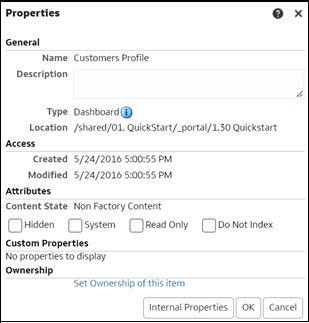 Properties
General
Name Customers Profile
Description
Type Dashboard
Location /shared/01. QuickStart/_portal/1.30 Quickstart
Access
Created 5/24/2016 5:00:55 PM
Modified 5/24/2016 5:00:55 PM
Attributes
Content State Non Factory Content
Hidden System Read Only Do Not Index
Custom Properties
No properties to display
Ownership
Set Ownership of this item
Internal Properties OK Cancel